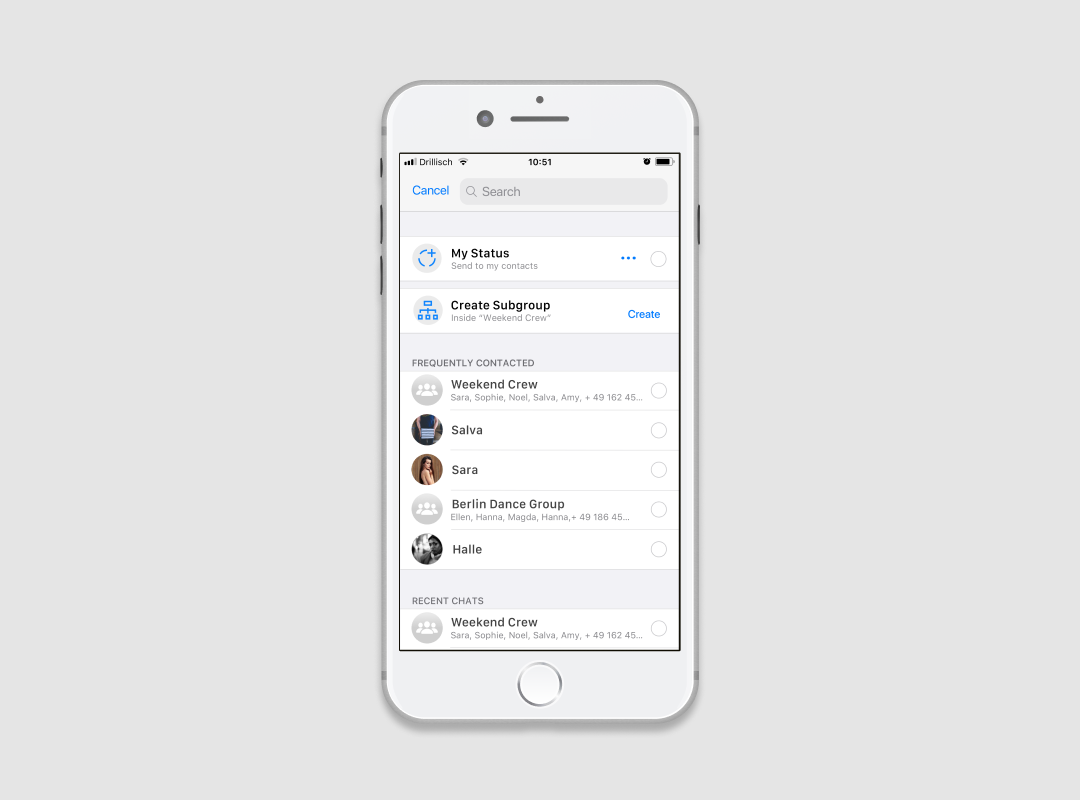 Drillisch 10:51
Cancel Search
My Status
Send to my contacts
Create Subgroup
Inside “Weekend Crew”
Create
FREQUENTLY CONTACTED
Weekend Crew
Sara, Sophie, Noel, Salva, Amy, + 49 162 45...
Salva
Sara
Berlin Dance Group
Ellen, Hanna, Magda, Hanna,+ 49 186 45...
Halle
RECENT CHATS
Weekend Crew
Sara, Sophie, Noel, Salva, Amy, + 49 162 45...